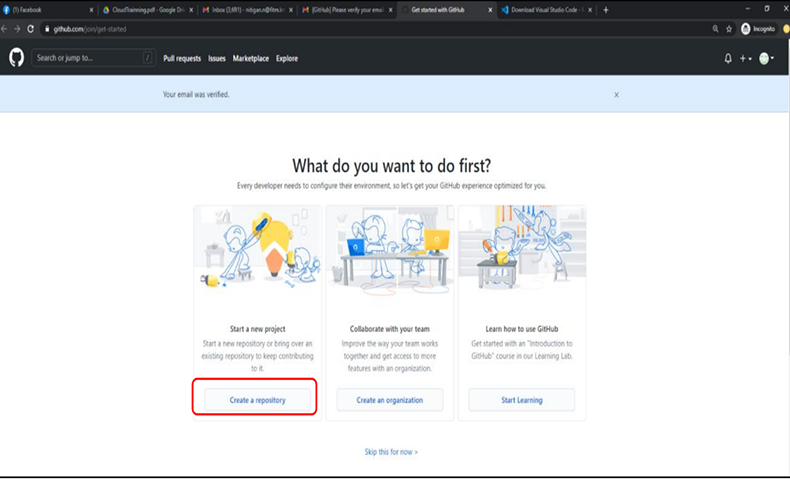 (1) Facebook
CloudTrainning.pdf - Google Dri
Inbox (3,691) - nitigan.n@fitm.k
[GitHub] Please verify your emai
Get started with GitHub
Download Visual Studio Code -
github.com/join/get-started
Incognito
Search or jump to...
/
Pull requests Issues Marketplace Explore
Your email was verified.
What do you want to do first?
Every developer needs to configure their environment, so let's get your GitHub experience optimized for you.
Start a new project
Start a new repository or bring over an
existing repository to keep contributing
to it.
Create a repository
Collaborate with your team
Improve the way your team works
together and get access to more
features with an organization.
Create an organization
Learn how to use GitHub
Get started with an "Introduction to
GitHub" course in our Learning Lab.
Start Learning
Skip this for now >